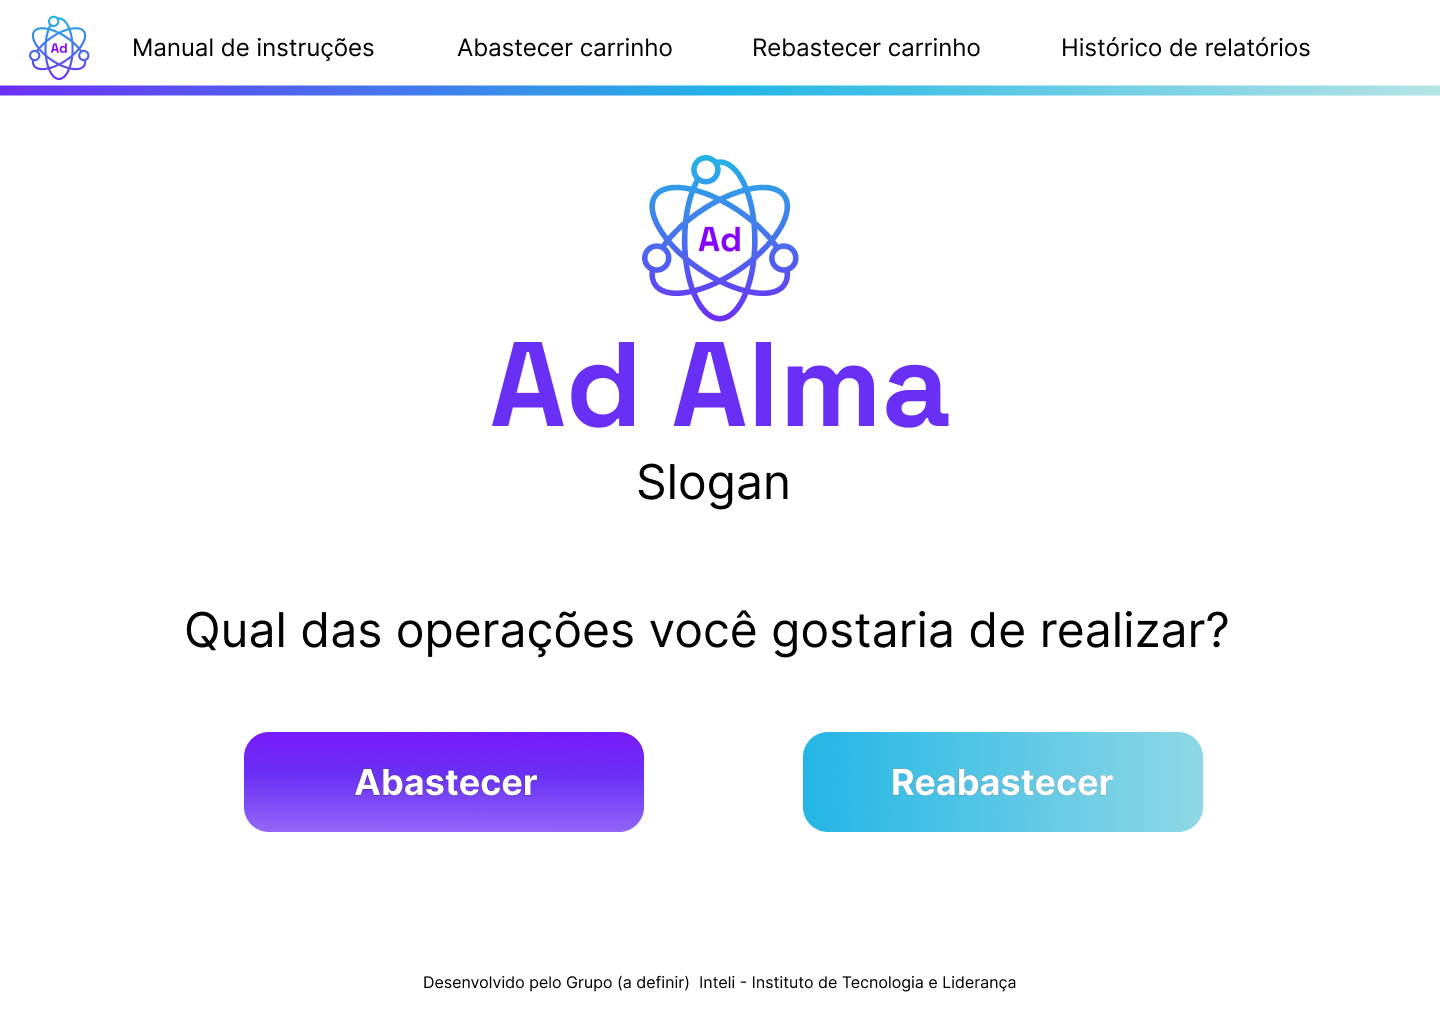 Ad Manual de instruções Abastecer carrinho Rebastecer carrinho Histórico de relatórios
Ad
Ad Alma
Slogan
Qual das operações você gostaria de realizar?
Abastecer Reabastecer
Desenvolvido pelo Grupo (a definir) Inteli - Instituto de Tecnologia e Liderança